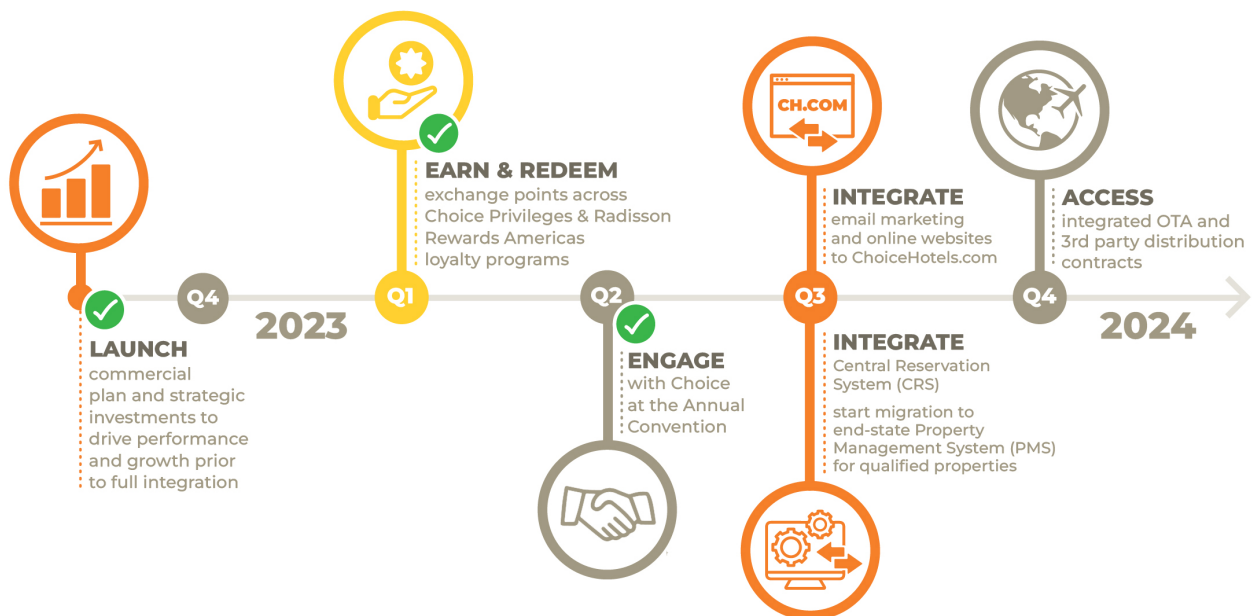 LAUNCH
commercial
plan and strategic
investments to
drive performance
and growth prior
to full integration
Q4
2023
Q1
EARN & REDEEM
exchange points across
Choice Privileges & Radisson
Rewards Americas
loyalty programs
Q2
ENGAGE
with Choice
at the Annual
Convention
CH.COM
INTEGRATE
email marketing
and online websites
to ChoiceHotels.com
Q3
INTEGRATE
Central Reservation
System (CRS)
start migration to
end-state Property
Management System (PMS)
for qualified properties
ACCESS
integrated OTA and
3rd party distribution
contracts
Q4
2024